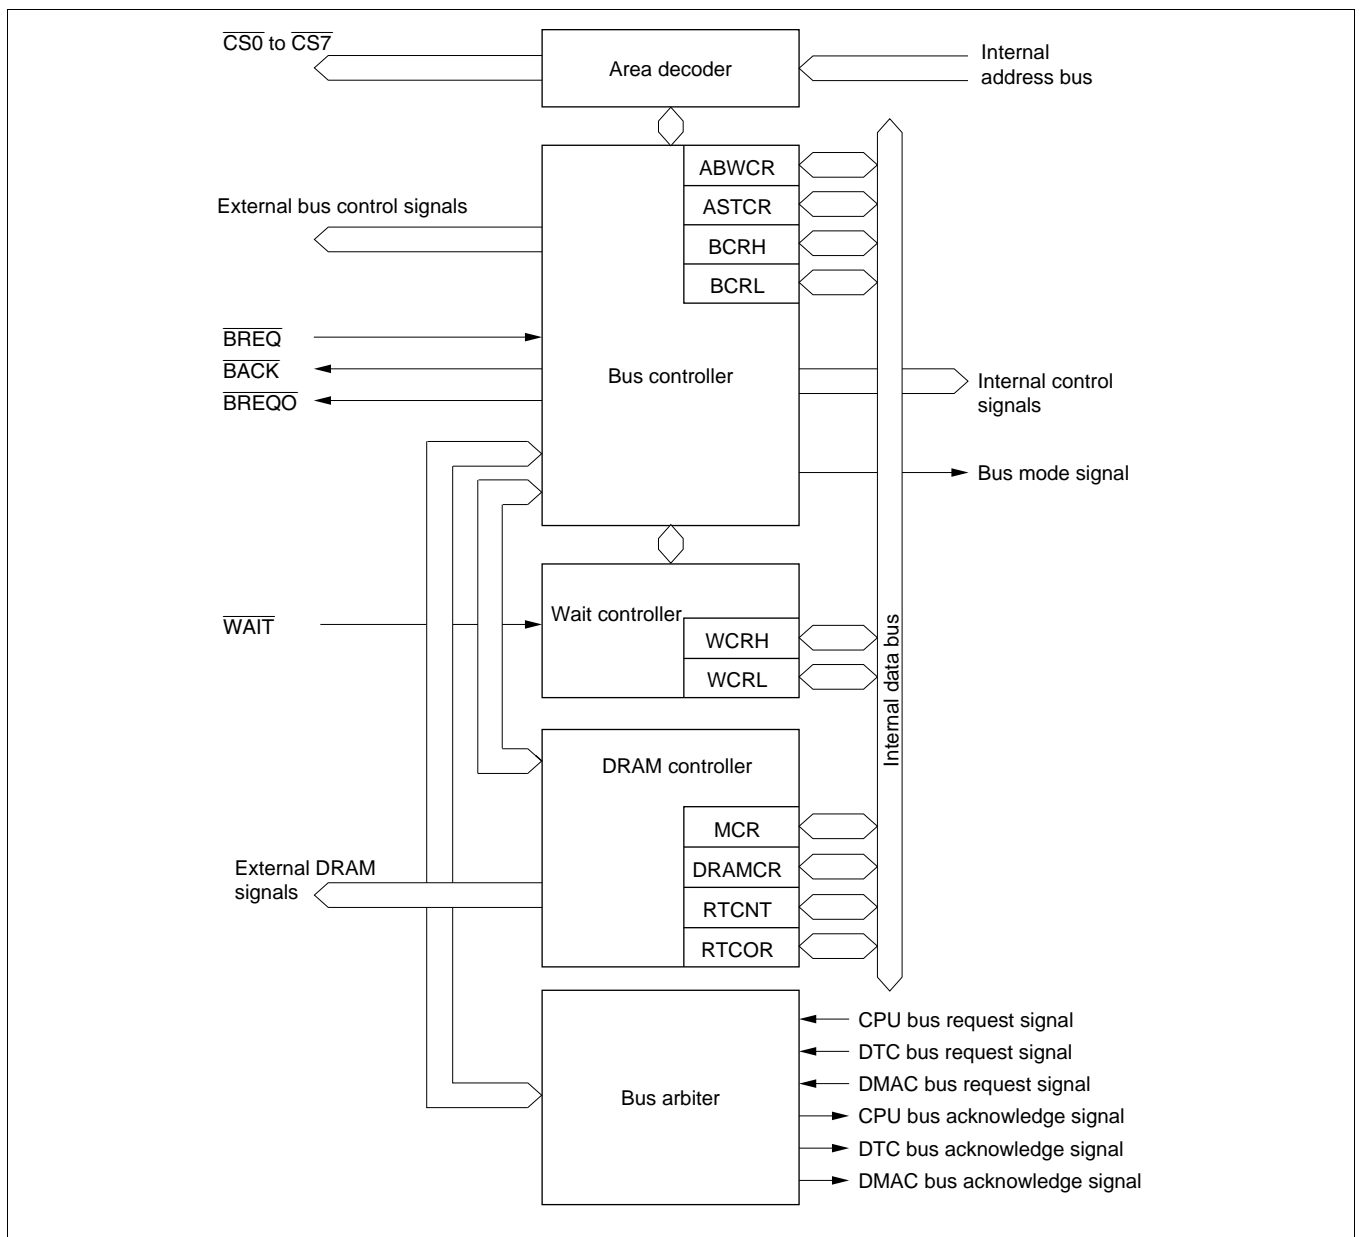 CS0 to CS7
Area decoder
Internal
address bus
ABWCR
ASTCR
External bus control signals
BCRH
BCRL
BREQ
BACK
Bus controller
Internal control
signals
BREQO
Bus mode signal
Wait controller
WAIT
WCRH
WCRL
Internal data bus
DRAM controller
MCR
External DRAM
signals
DRAMCR
RTCNT
RTCOR
CPU bus request signal
DTC bus request signal
DMAC bus request signal
Bus arbiter
CPU bus acknowledge signal
DTC bus acknowledge signal
DMAC bus acknowledge signal